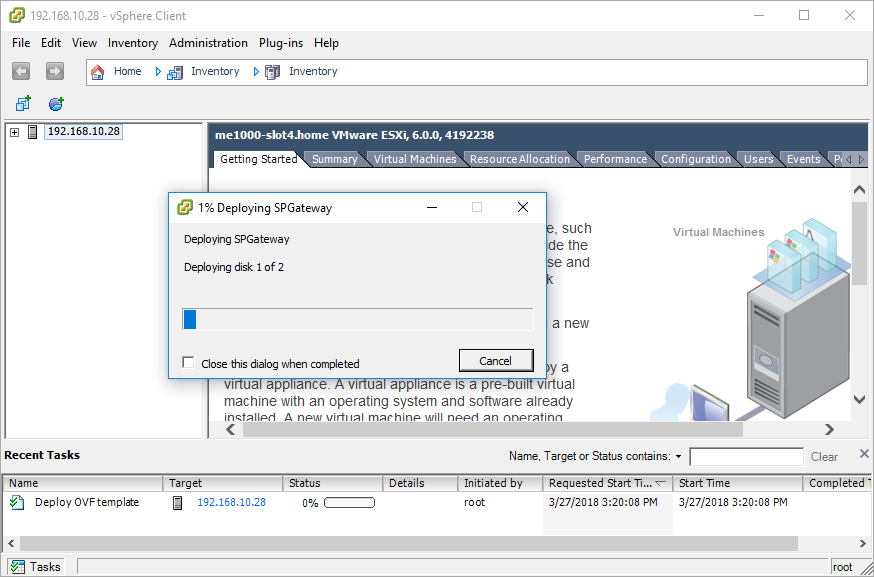 192.168.10.28 - vSphere Client
File Edit View Inventory Administration Plug-ins Help
Home Inventory Inventory
192.168.10.28
me1000-slot4.home VMware ESXi, 6.0.0, 4192238
Getting Started Summary Virtual Machines Resource Allocation Performance Configuration Users Events
1% Deploying SPGateway
Deploying SPGateway
Deploying disk 1 of 2
Close this dialog when completed
Cancel
e, such
de the
se and
k
a new
Virtual Machines
by a
virtual appliance. A virtual appliance is a pre-built virtual
machine with an operating system and software already
installed. A new virtual machine will need an operating
Recent Tasks
Name, Target or Status contains:
Clear
Name Target Status Details Initiated by Requested Start Ti... Start Time Completed T
Deploy OVF template 192.168.10.28 0% root 3/27/2018 3:20:08 PM 3/27/2018 3:20:08 PM
Tasks
root